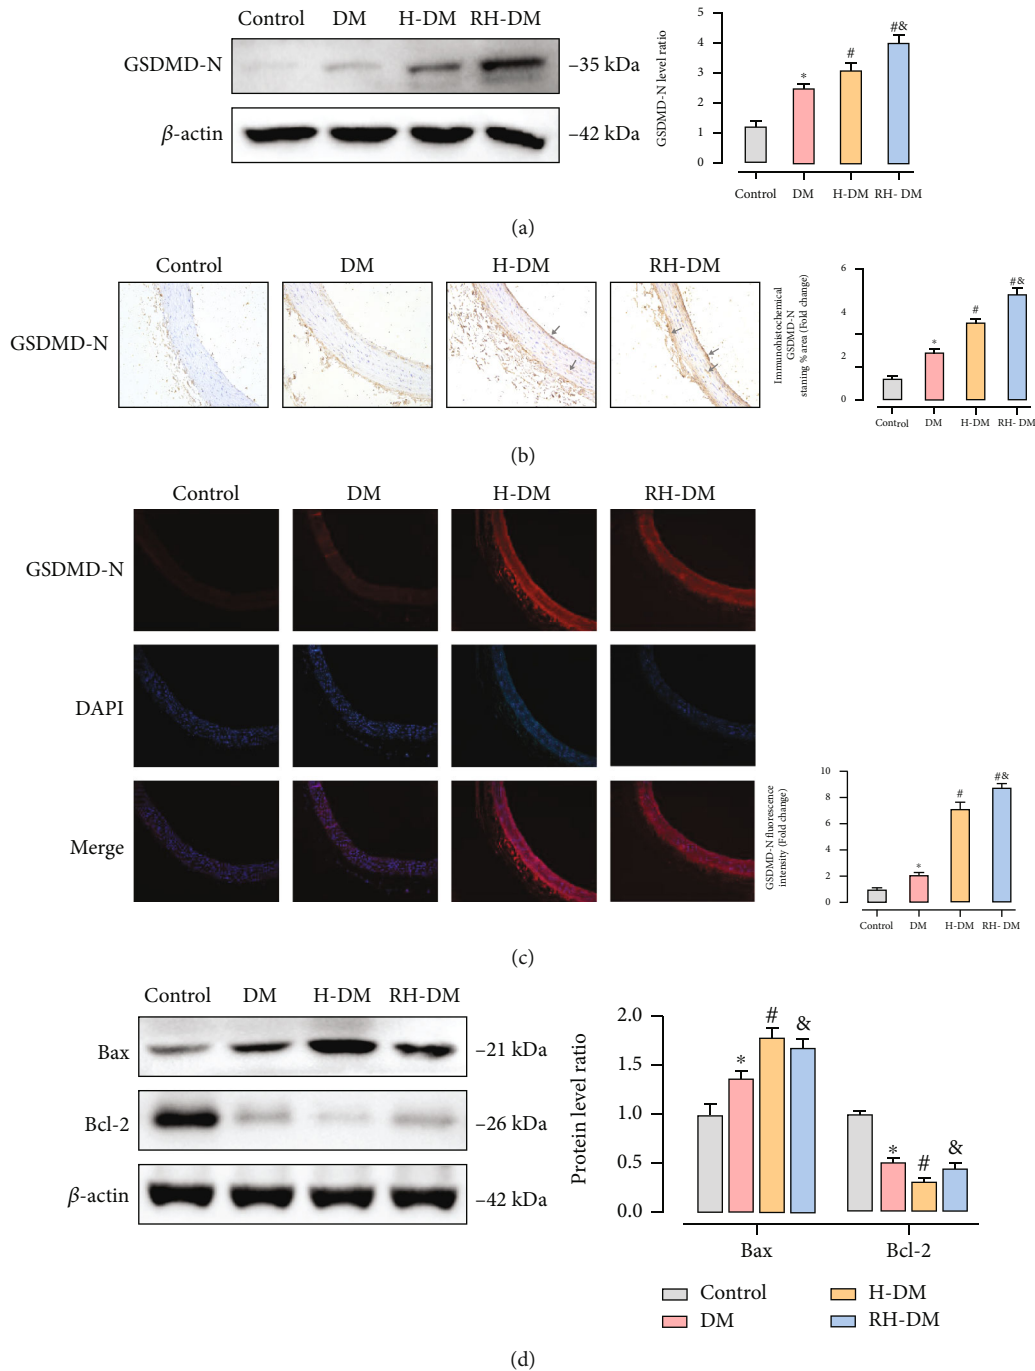 Control DM H-DM RH-DM
GSDMD-N
–35 kDa
β-actin
–42 kDa
GSDMD-N level ratio
5
4
3
2
1
0
* # #&
Control DM H-DM RH- DM
(a)
Control DM H-DM RH-DM
GSDMD-N
Immunohistochemical
GSDMD-N
staning % area (Fold change)
6
4
2
0
* # #&
Control DM H-DM RH- DM
(b)
Control DM H-DM RH-DM
GSDMD-N
DAPI
Merge
GSDMD-N fluorescence
intensity (Fold change)
10
8
6
4
2
0
* # #&
Control DM H-DM RH- DM
(c)
Control DM H-DM RH-DM
Bax
–21 kDa
Bcl-2
–26 kDa
β-actin
–42 kDa
Protein level ratio
2.0
1.5
1.0
0.5
0.0
* # & * # &
Bax Bcl-2
Control H-DM
DM RH-DM
(d)